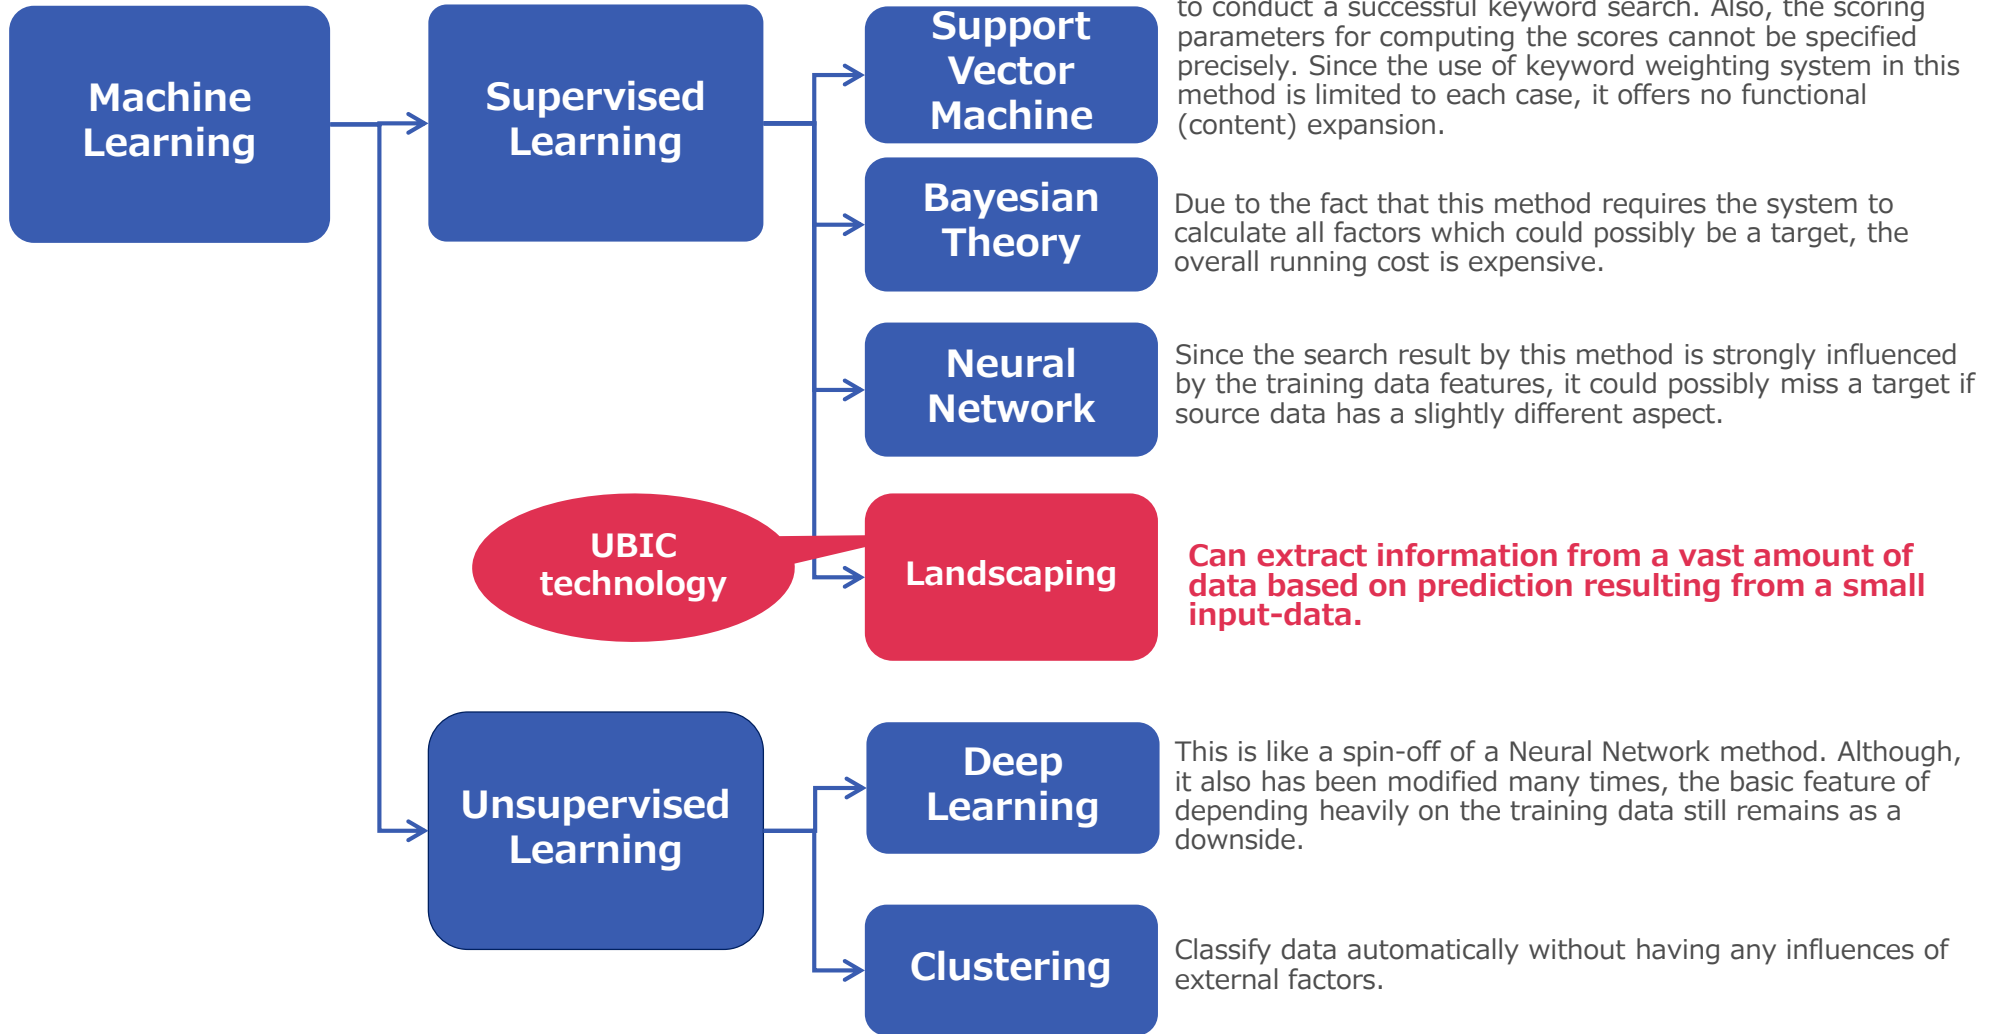 Machine
Learning
Supervised
Learning
Support
Vector
Machine
to conduct a successful keyword search. Also, the scoring
parameters for computing the scores cannot be specified
precisely. Since the use of keyword weighting system in this
method is limited to each case, it offers no functional
(content) expansion.
Bayesian
Theory
Due to the fact that this method requires the system to
calculate all factors which could possibly be a target, the
overall running cost is expensive.
Neural
Network
Since the search result by this method is strongly influenced
by the training data features, it could possibly miss a target if
source data has a slightly different aspect.
UBIC
technology
Landscaping
Can extract information from a vast amount of
data based on prediction resulting from a small
input-data.
Unsupervised
Learning
Deep
Learning
This is like a spin-off of a Neural Network method. Although,
it also has been modified many times, the basic feature of
depending heavily on the training data still remains as a
downside.
Clustering
Classify data automatically without having any influences of
external factors.